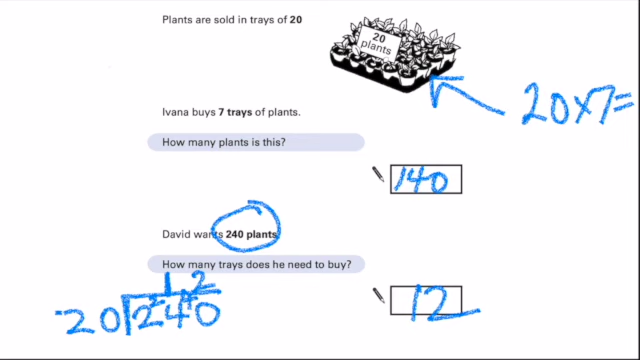 Plants are sold in trays of 20
20
plants
20×7=
Ivana buys 7 trays of plants.
How many plants is this?
140
David wants 240 plants
How many trays does he need to buy?
12
20 240
12